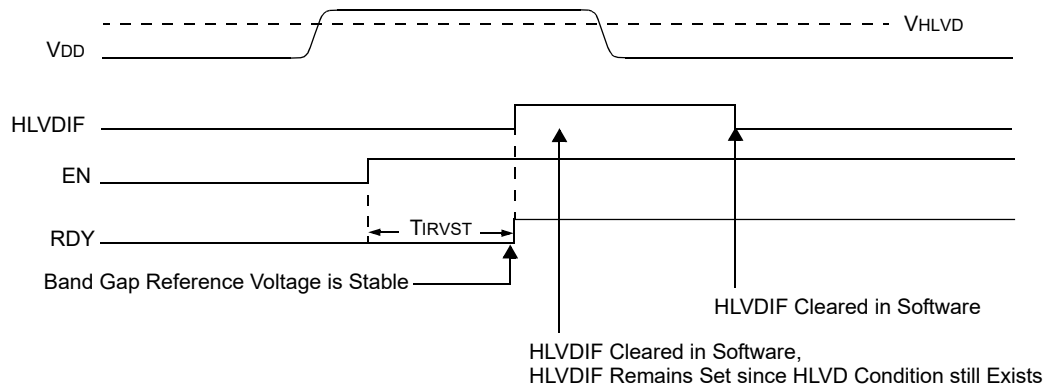 VHLVD
VDD
HLVDIF
EN
TIRVST
RDY
Band Gap Reference Voltage is Stable
HLVDIF Cleared in Software
HLVDIF Cleared in Software,
HLVDIF Remains Set since HLVD Condition still Exists